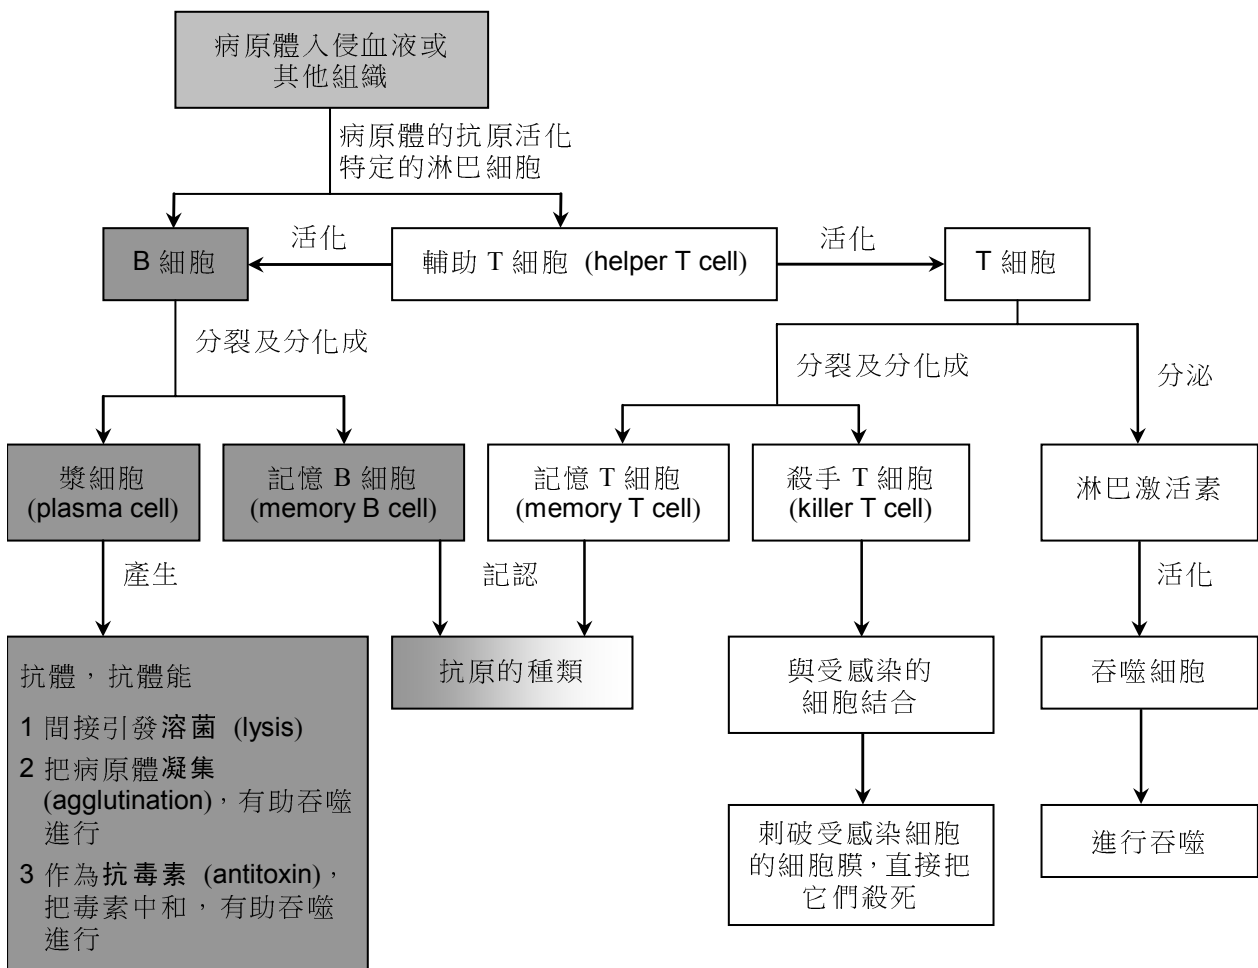 病原體入侵血液或
其他組織
病原體的抗原活化
特定的淋巴細胞
B 細胞
活化
輔助 T 細胞 (helper T cell)
活化
T 細胞
分裂及分化成
分裂及分化成
分泌
漿細胞
(plasma cell)
記憶 B 細胞
(memory B cell)
記憶 T 細胞
(memory T cell)
殺手 T 細胞
(killer T cell)
淋巴激活素
產生
記認
活化
抗體，抗體能
1 間接引發溶菌 (lysis)
2 把病原體凝集
(agglutination)，有助吞噬
進行
3 作為抗毒素 (antitoxin)，
把毒素中和，有助吞噬
進行
抗原的種類
與受感染的
細胞結合
吞噬細胞
刺破受感染細胞
的細胞膜，直接把
它們殺死
進行吞噬